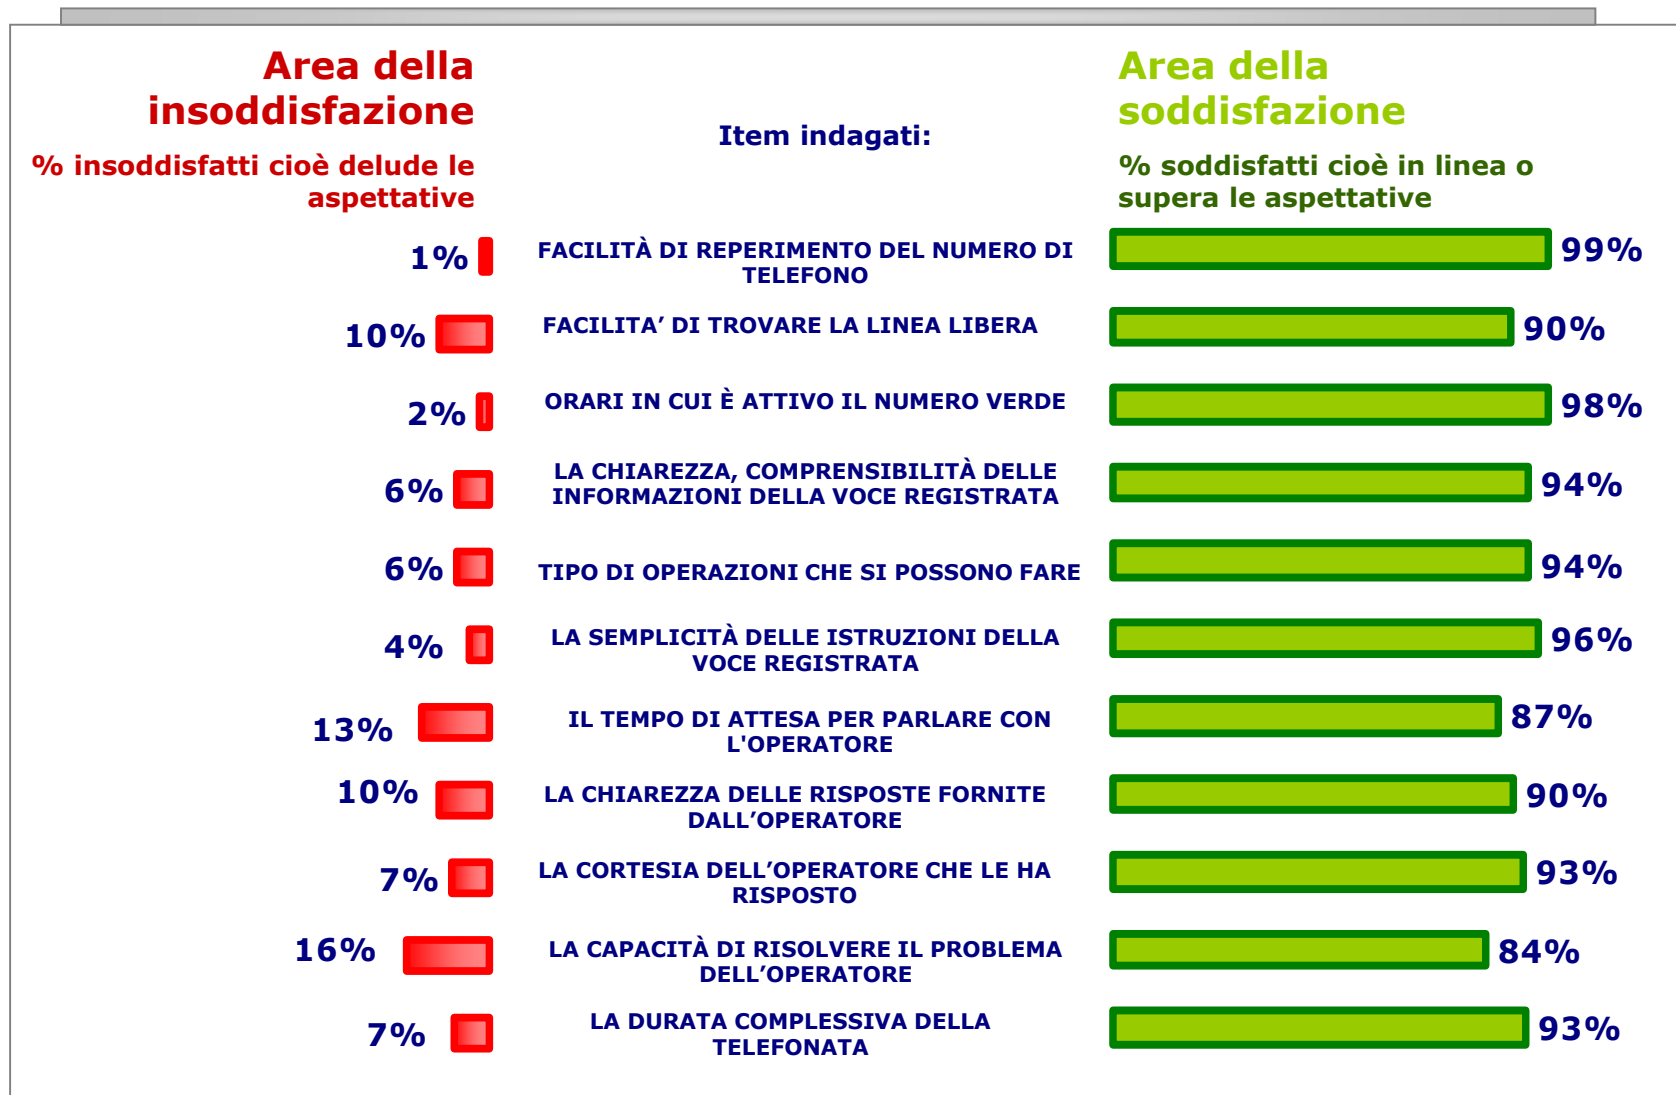 Area della
insoddisfazione
% insoddisfatti cioè delude le
aspettative
Item indagati:
Area della
soddisfazione
% soddisfatti cioè in linea o
supera le aspettative
1%
FACILITÀ DI REPERIMENTO DEL NUMERO DI
TELEFONO
99%
10%
FACILITA’ DI TROVARE LA LINEA LIBERA
90%
2%
ORARI IN CUI È ATTIVO IL NUMERO VERDE
98%
6%
LA CHIAREZZA, COMPRENSIBILITÀ DELLE
INFORMAZIONI DELLA VOCE REGISTRATA
94%
6%
TIPO DI OPERAZIONI CHE SI POSSONO FARE
94%
4%
LA SEMPLICITÀ DELLE ISTRUZIONI DELLA
VOCE REGISTRATA
96%
13%
IL TEMPO DI ATTESA PER PARLARE CON
L'OPERATORE
87%
10%
LA CHIAREZZA DELLE RISPOSTE FORNITE
DALL’OPERATORE
90%
7%
LA CORTESIA DELL’OPERATORE CHE LE HA
RISPOSTO
93%
16%
LA CAPACITÀ DI RISOLVERE IL PROBLEMA
DELL’OPERATORE
84%
7%
LA DURATA COMPLESSIVA DELLA
TELEFONATA
93%